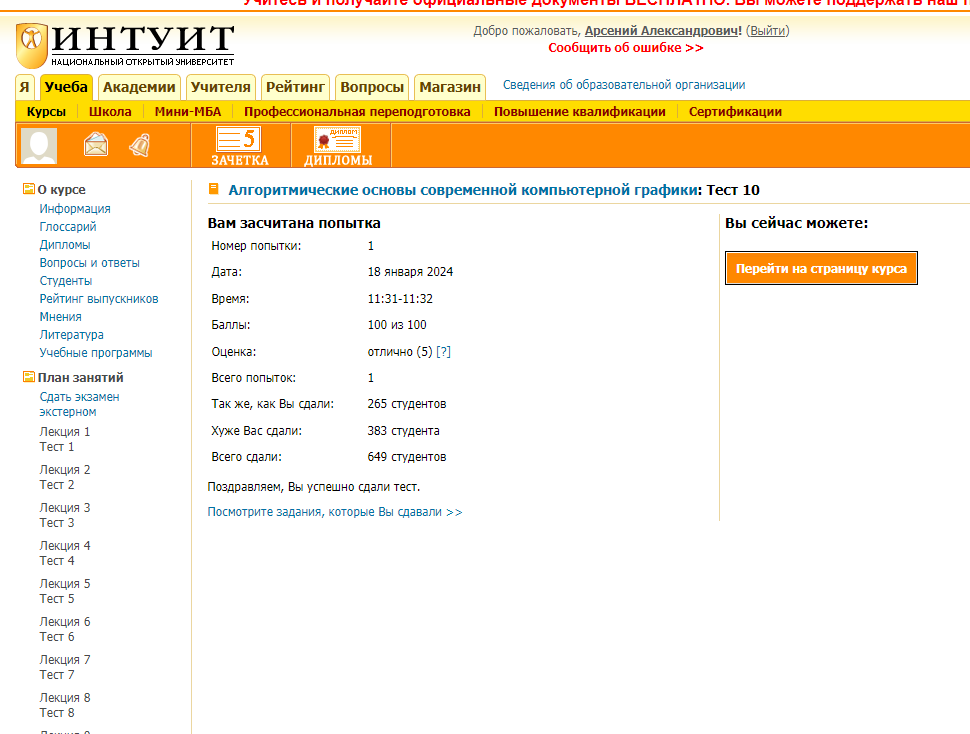 Учитесь и получайте официальные документы БЕСПЛАТНО. Вы можете поддержать наш
ИНТУИТ
НАЦИОНАЛЬНЫЙ ОТКРЫТЫЙ УНИВЕРСИТЕТ
Добро пожаловать, Арсений Александрович! (Выйти)
Сообщить об ошибке >>
Я Учеба Академии Учителя Рейтинг Вопросы Магазин Сведения об образовательной организации
Курсы Школа Мини-МБА Профессиональная переподготовка Повышение квалификации Сертификации
5 ДИПЛОМ
ЗАЧЕТКА ДИПЛОМЫ
О курсе
Информация
Глоссарий
Дипломы
Вопросы и ответы
Студенты
Рейтинг выпускников
Мнения
Литература
Учебные программы
План занятий
Сдать экзамен
экстерном
Лекция 1
Тест 1
Лекция 2
Тест 2
Лекция 3
Тест 3
Лекция 4
Тест 4
Лекция 5
Тест 5
Лекция 6
Тест 6
Лекция 7
Тест 7
Лекция 8
Тест 8
Алгоритмические основы современной компьютерной графики: Тест 10
Вам засчитана попытка
Номер попытки: 1
Дата: 18 января 2024
Время: 11:31-11:32
Баллы: 100 из 100
Оценка: отлично (5) [?]
Всего попыток: 1
Так же, как Вы сдали: 265 студентов
Хуже Вас сдали: 383 студента
Всего сдали: 649 студентов
Поздравляем, Вы успешно сдали тест.
Посмотрите задания, которые Вы сдавали >>
Вы сейчас можете:
Перейти на страницу курса